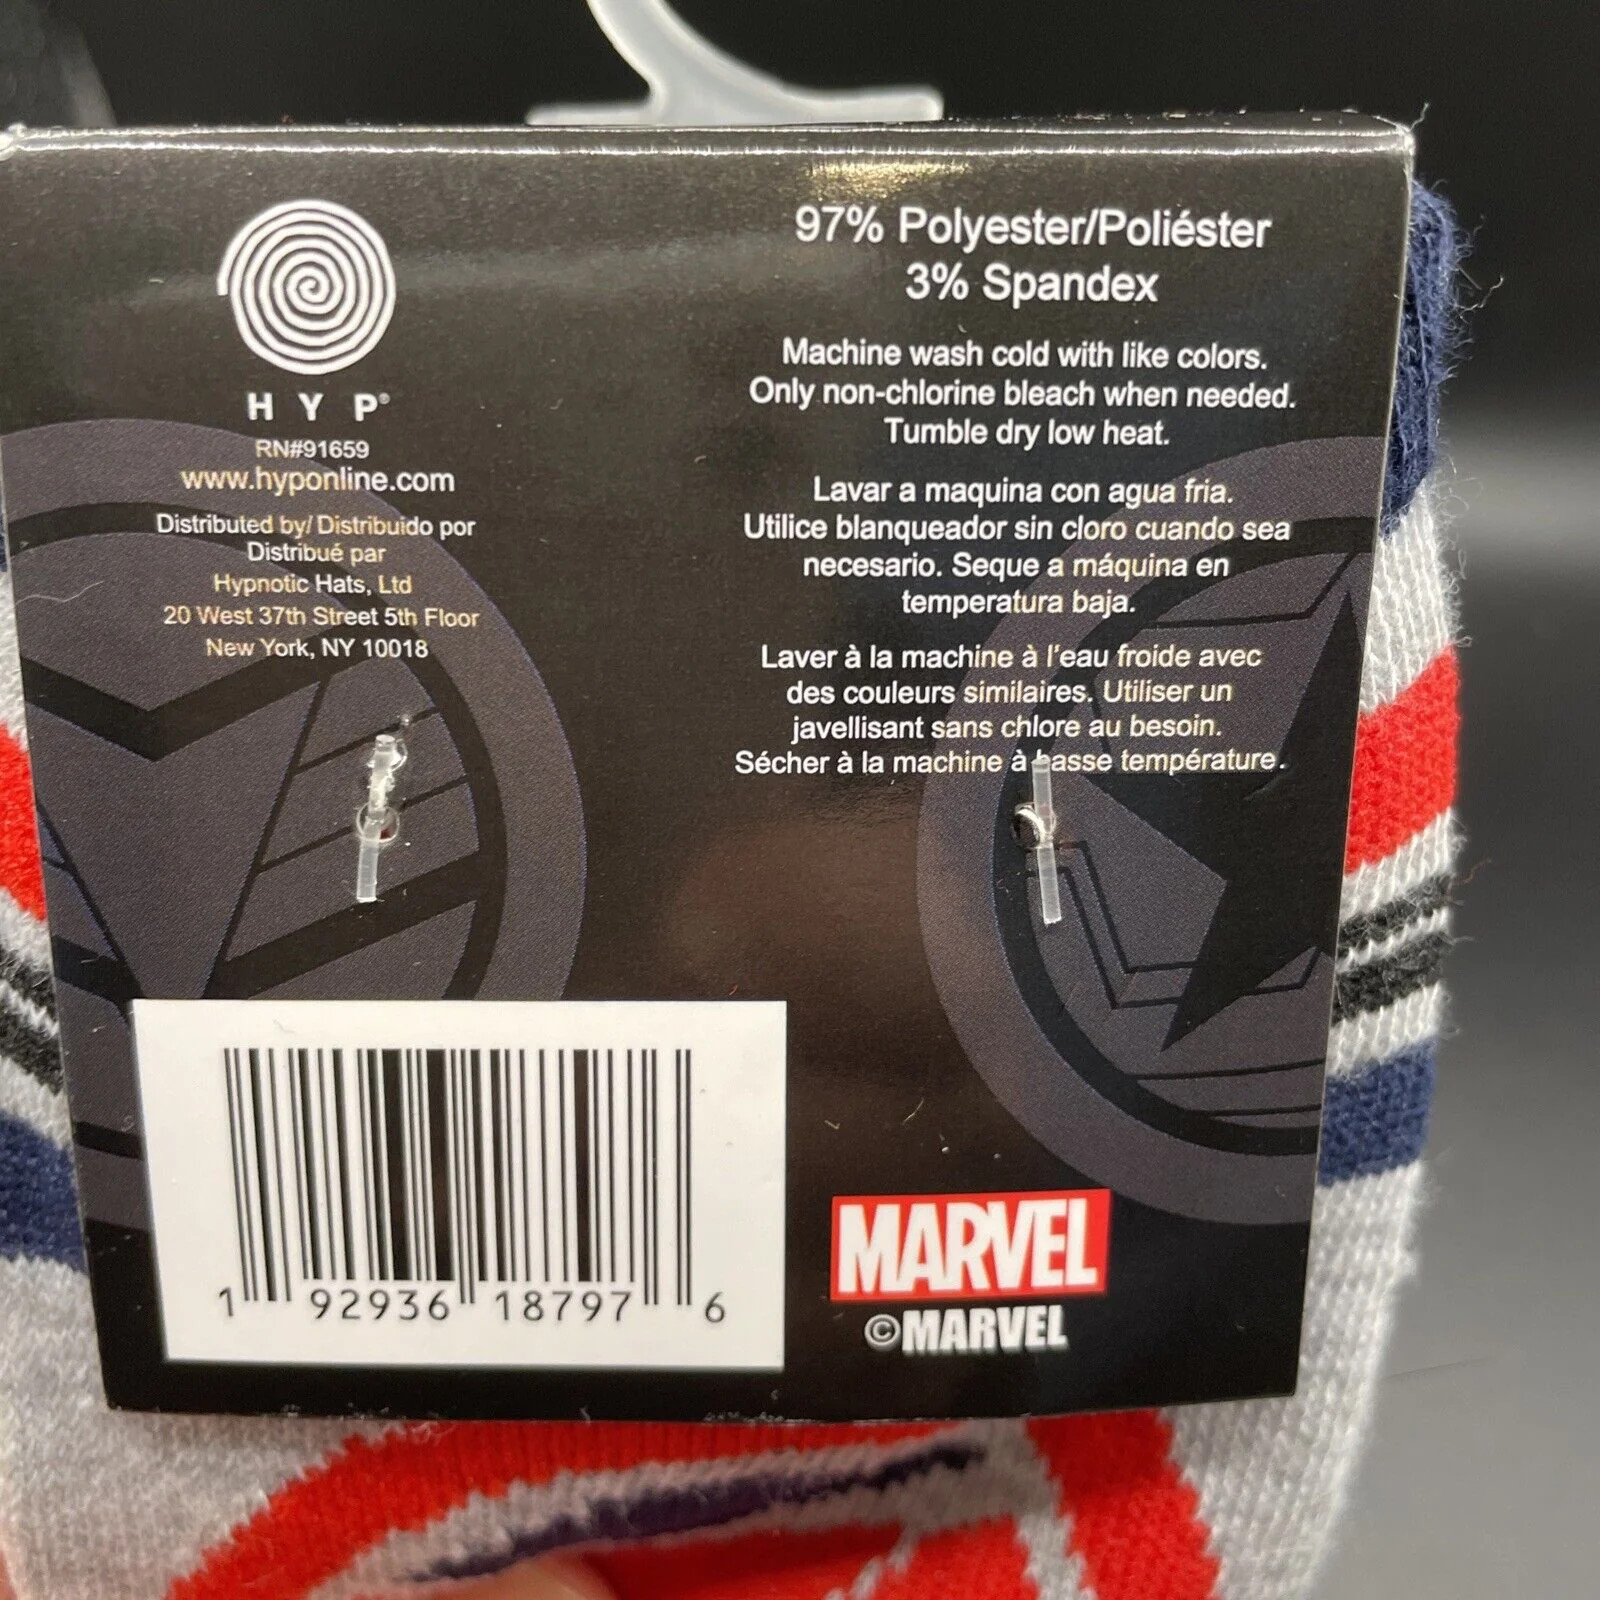 HYP®
RN#91659
www.hyponline.com
Distributed by/ Distribuido por
Distribué par
Hypnotic Hats, Ltd
20 West 37th Street 5th Floor
New York, NY 10018
97% Polyester/Poliéster
3% Spandex
Machine wash cold with like colors.
Only non-chlorine bleach when needed.
Tumble dry low heat.
Lavar a maquina con agua fria.
Utilice blanqueador sin cloro cuando sea
necesario. Seque a máquina en
temperatura baja.
Laver à la machine à l'eau froide avec
des couleurs similaires. Utiliser un
javellisant sans chlore au besoin.
Sécher à la machine à basse température.
1 92936 18797 6
MARVEL
©MARVEL